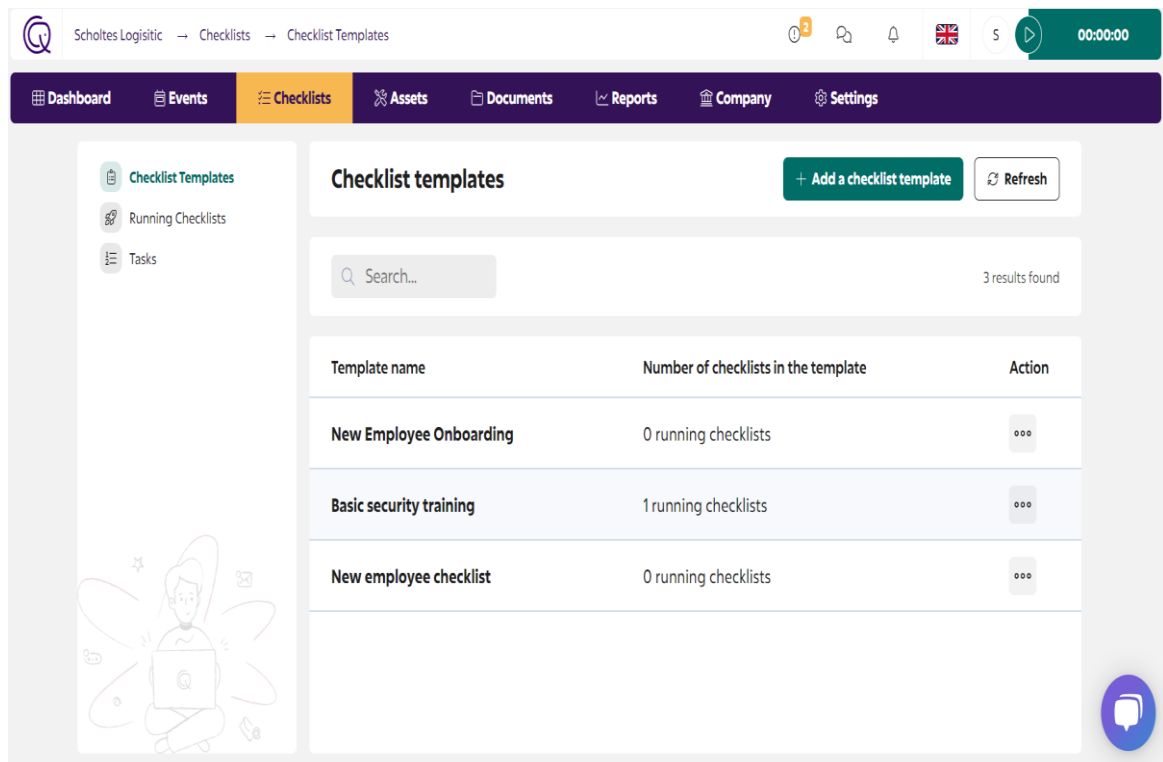 Scholtes Logisitic → Checklists → Checklist Templates
2
S
00:00:00
Dashboard Events Checklists Assets Documents Reports Company Settings
Checklist Templates
Running Checklists
Tasks
Checklist templates
+ Add a checklist template
Refresh
Search...
3 results found
Template name Number of checklists in the template Action
New Employee Onboarding 0 running checklists
Basic security training 1 running checklists
New employee checklist 0 running checklists